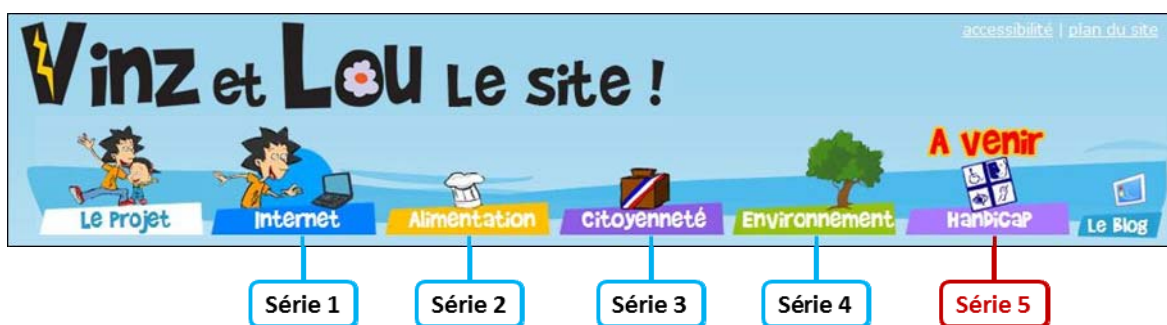 accessibilité | plan du site
Vinz et Lou Le site !
A venir
Le Projet
Internet
Alimentation
Citoyenneté
Environnement
Handicap
Le Blog
Série 1
Série 2
Série 3
Série 4
Série 5